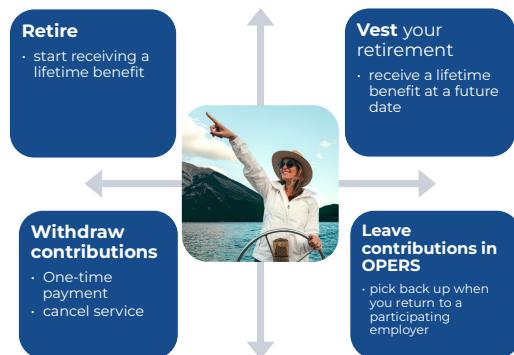 Retire
• start receiving a
lifetime benefit
Vest your
retirement
• receive a lifetime
benefit at a future
date
Withdraw
contributions
• One-time
payment
• cancel service
Leave
contributions in
OPERS
• pick back up when
you return to a
participating
employer